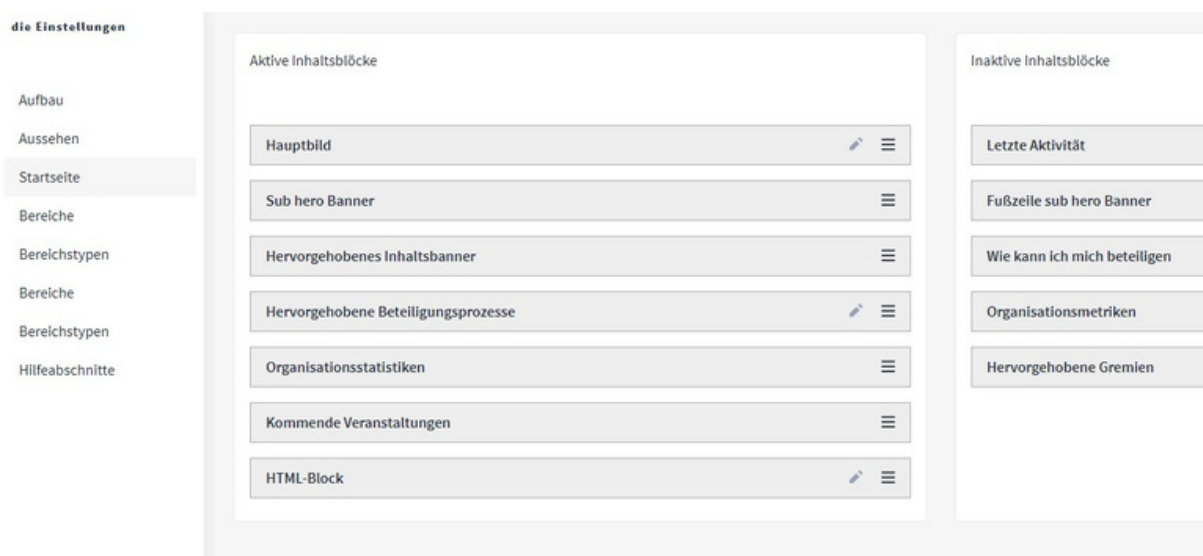 die Einstellungen
Aufbau
Aussehen
Startseite
Bereiche
Bereichstypen
Bereiche
Bereichstypen
Hilfeabschnitte
Aktive Inhaltsblöcke
Hauptbild
Sub hero Banner
Hervorgehobenes Inhaltsbanner
Hervorgehobene Beteiligungsprozesse
Organisationsstatistiken
Kommende Veranstaltungen
HTML-Block
Inaktive Inhaltsblöcke
Letzte Aktivität
Fußzeile sub hero Banner
Wie kann ich mich beteiligen
Organisationsmetriken
Hervorgehobene Gremien